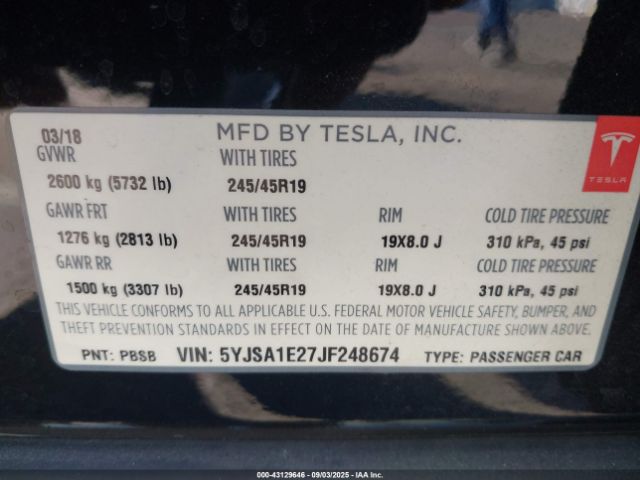 03/18 MFD BY TESLA, INC.
GVWR WITH TIRES
2600 kg (5732 lb) 245/45R19
TESLA
GAWR FRT WITH TIRES RIM COLD TIRE PRESSURE
1276 kg (2813 lb) 245/45R19 19X8.0 J 310 kPa, 45 psi
GAWR RR WITH TIRES RIM COLD TIRE PRESSURE
1500 kg (3307 lb) 245/45R19 19X8.0 J 310 kPa, 45 psi
THIS VEHICLE CONFORMS TO ALL APPLICABLE U.S. FEDERAL MOTOR VEHICLE SAFETY, BUMPER, AND
THEFT PREVENTION STANDARDS IN EFFECT ON THE DATE OF MANUFACTURE SHOWN ABOVE.
PNT: PBSB VIN: 5YJSA1E27JF248674 TYPE: PASSENGER CAR
000-43129646 - 09/03/2025 - IAA Inc.